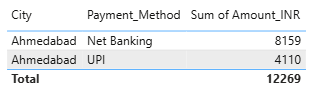 City Payment_Method Sum of Amount_INR
Ahmedabad Net Banking 8159
Ahmedabad UPI 4110
Total 12269